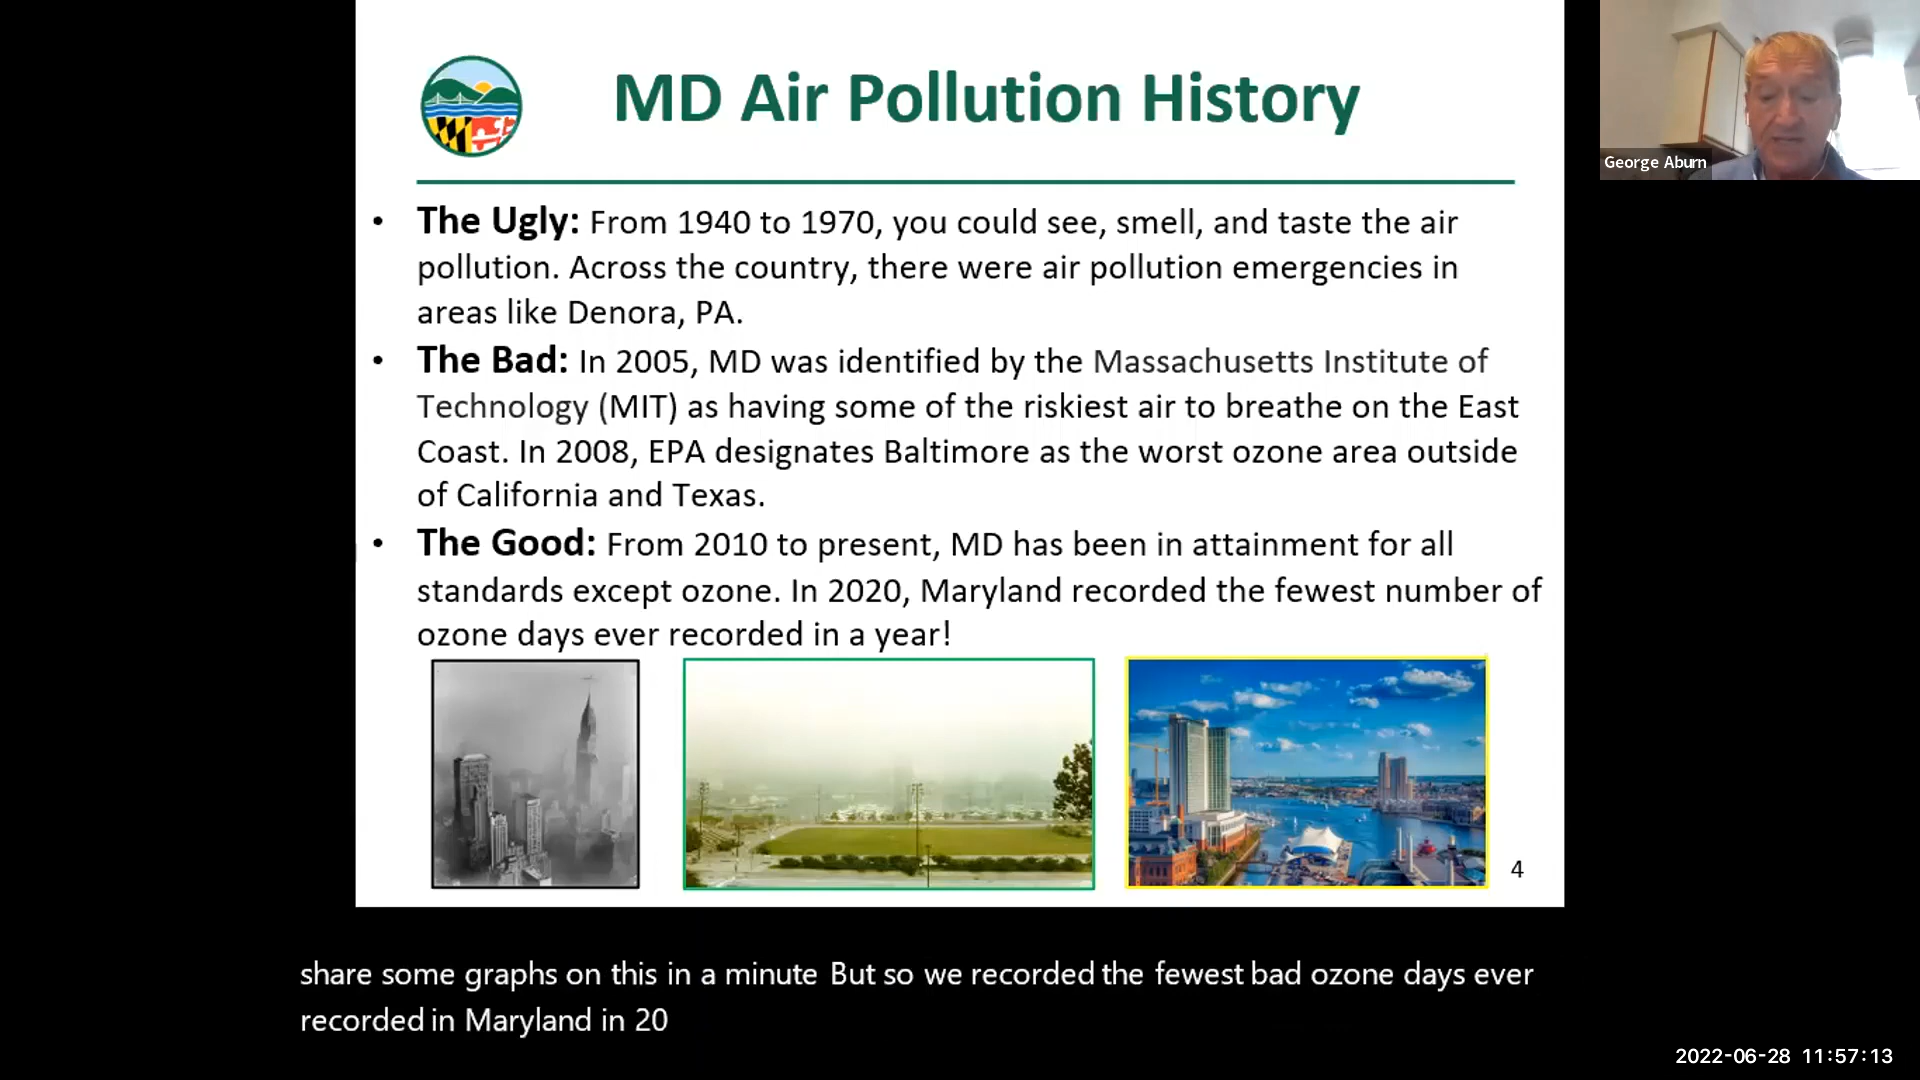 MD Air Pollution History
George Aburn
• The Ugly: From 1940 to 1970, you could see, smell, and taste the air
pollution. Across the country, there were air pollution emergencies in
areas like Denora, PA.
• The Bad: In 2005, MD was identified by the Massachusetts Institute of
Technology (MIT) as having some of the riskiest air to breathe on the East
Coast. In 2008, EPA designates Baltimore as the worst ozone area outside
of California and Texas.
• The Good: From 2010 to present, MD has been in attainment for all
standards except ozone. In 2020, Maryland recorded the fewest number of
ozone days ever recorded in a year!
4
share some graphs on this in a minute But so we recorded the fewest bad ozone days ever
recorded in Maryland in 20
2022-06-28 11:57:13